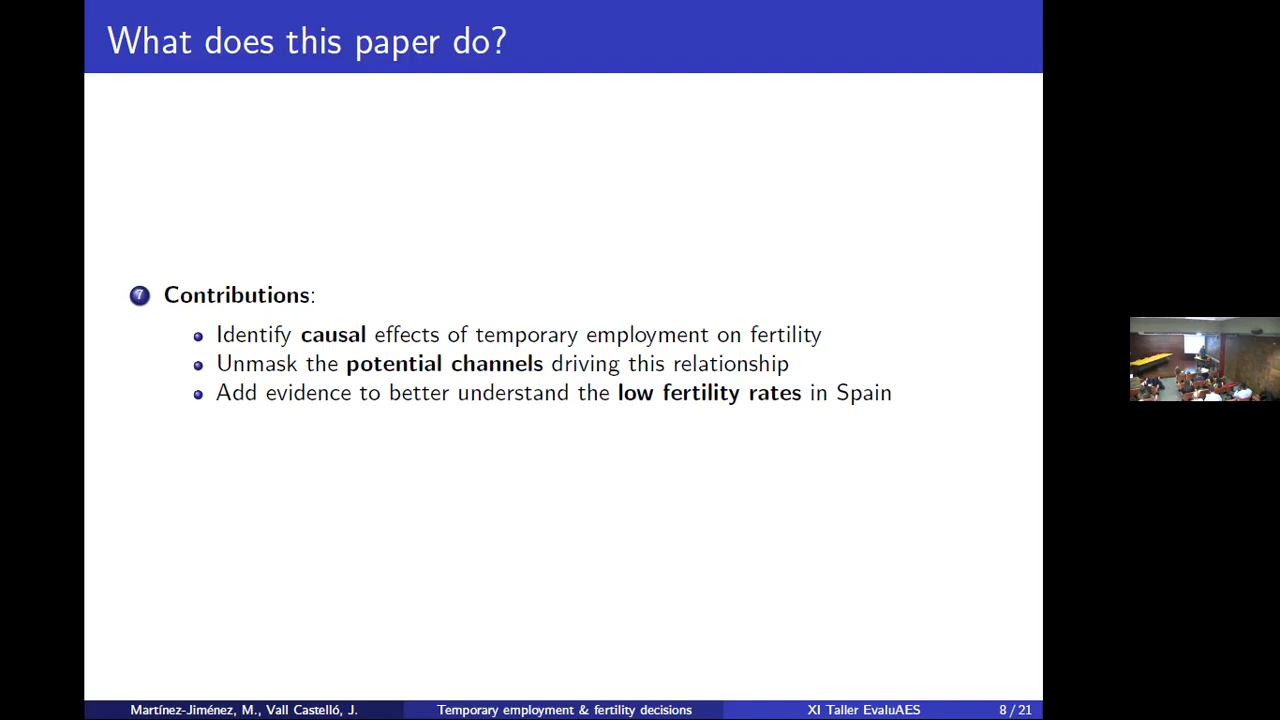 What does this paper do?
7 Contributions:
Identify causal effects of temporary employment on fertility
Unmask the potential channels driving this relationship
Add evidence to better understand the low fertility rates in Spain
Martínez-Jiménez, M., Vall Castelló, J.
Temporary employment & fertility decisions
XI Taller EvaluAES
8 / 21